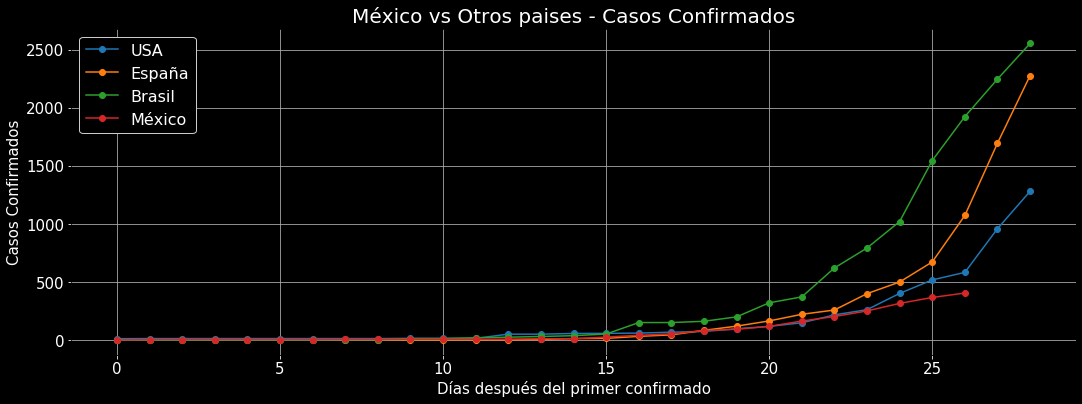 México vs Otros paises - Casos Confirmados
USA
España
Brasil
México
Casos Confirmados
2500
2000
1500
1000
500
0
0 5 10 15 20 25
Días después del primer confirmado